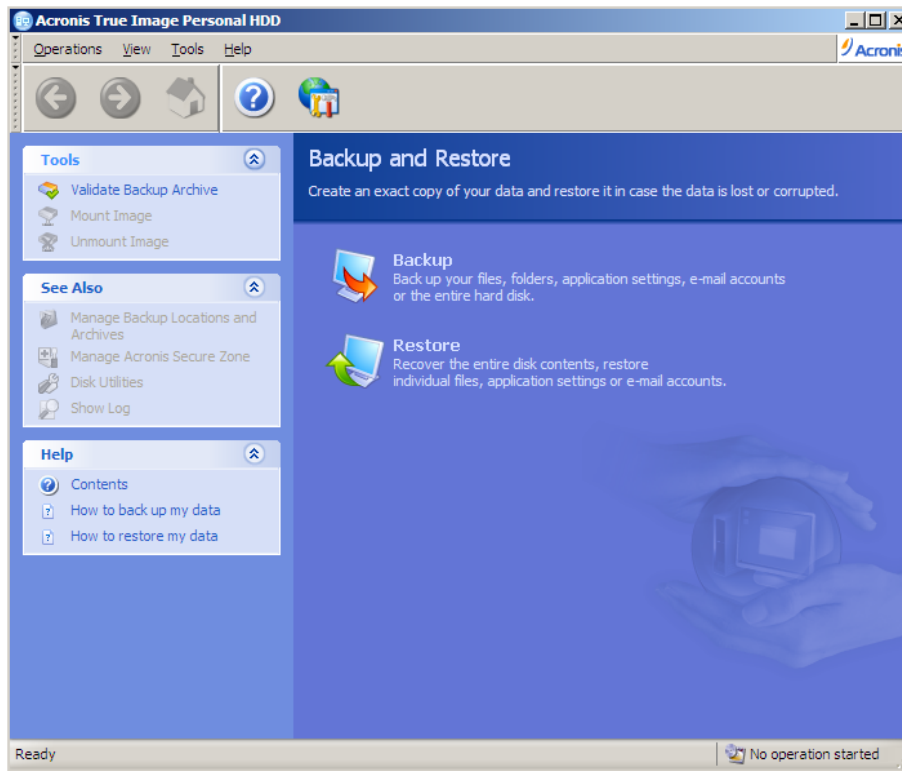 Acronis True Image Personal HDD
Operations View Tools Help
Acronis
Tools
Validate Backup Archive
Mount Image
Unmount Image
See Also
Manage Backup Locations and
Archives
Manage Acronis Secure Zone
Disk Utilities
Show Log
Help
Contents
How to back up my data
How to restore my data
Backup and Restore
Create an exact copy of your data and restore it in case the data is lost or corrupted.
Backup
Back up your files, folders, application settings, e-mail accounts
or the entire hard disk.
Restore
Recover the entire disk contents, restore
individual files, application settings or e-mail accounts.
Ready
No operation started